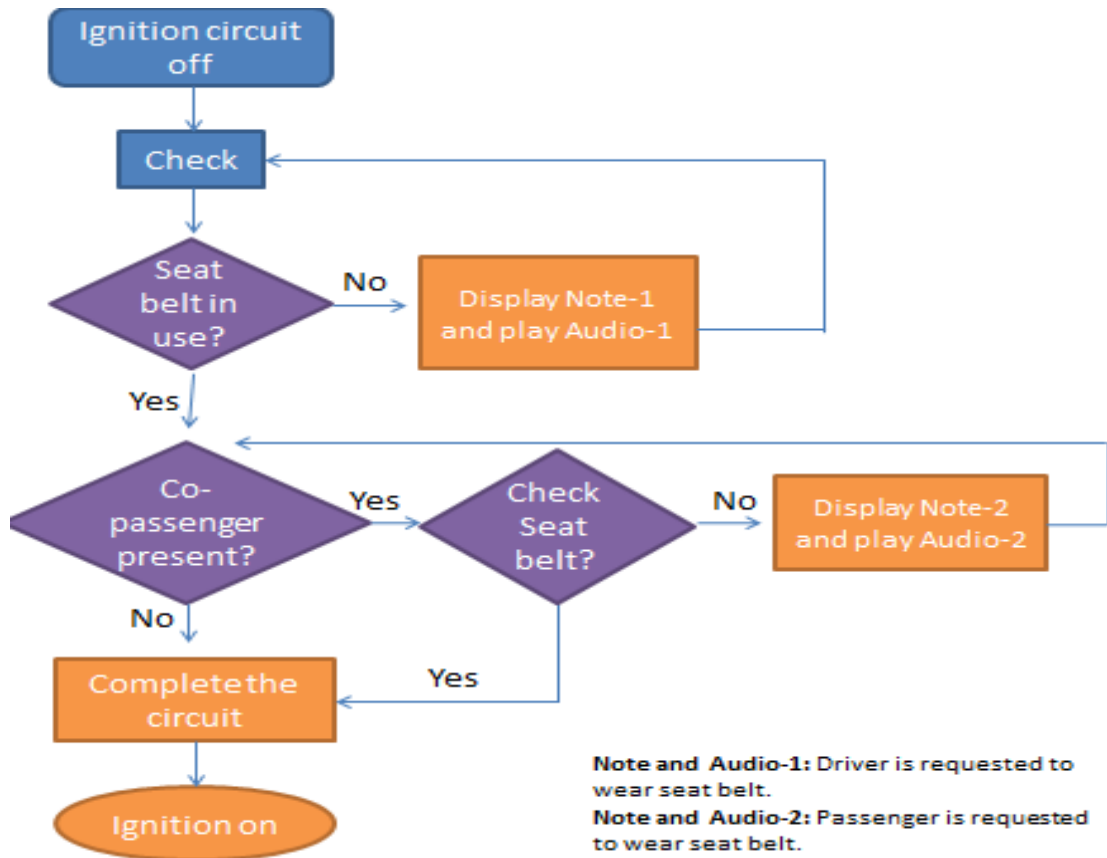 Ignition circuit
off
Check
Seat
belt in
use?
No
Display Note-1
and play Audio-1
Yes
Co-
passenger
present?
Yes
Check
Seat
belt?
No
Display Note-2
and play Audio-2
No
Yes
Complete the
circuit
Ignition on
Note and Audio-1: Driver is requested to
wear seat belt.
Note and Audio-2: Passenger is requested
to wear seat belt.